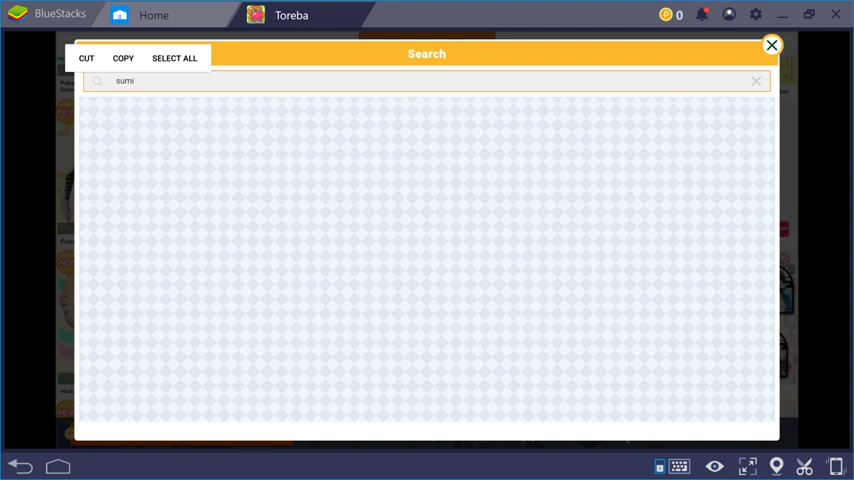 BlueStacks
Home
Toreba
0
CUT COPY SELECT ALL
Search
sumi